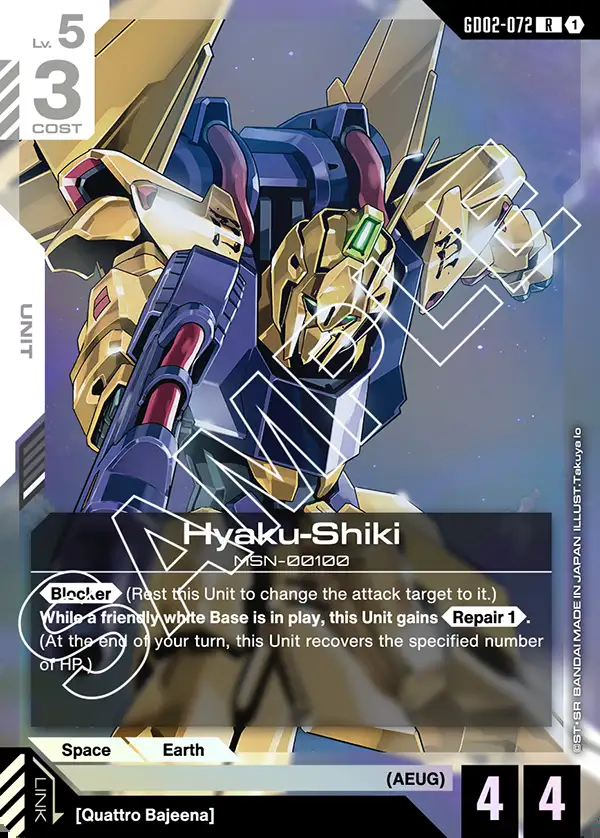 Lv. 5
3
COST
GD02-072 R 1
UNIT
百
SAMPLE
Hyaku-Shiki
MSN-00100
Blocker (Rest this Unit to change the attack target to it.)
While a friendly white Base is in play, this Unit gains Repair 1.
(At the end of your turn, this Unit recovers the specified number
of HP.)
©ST・SR BANDAI MADE IN JAPAN ILLUST.Takuya Io
Space Earth
(AEUG)
LINK
[Quattro Bajeena]
4 4